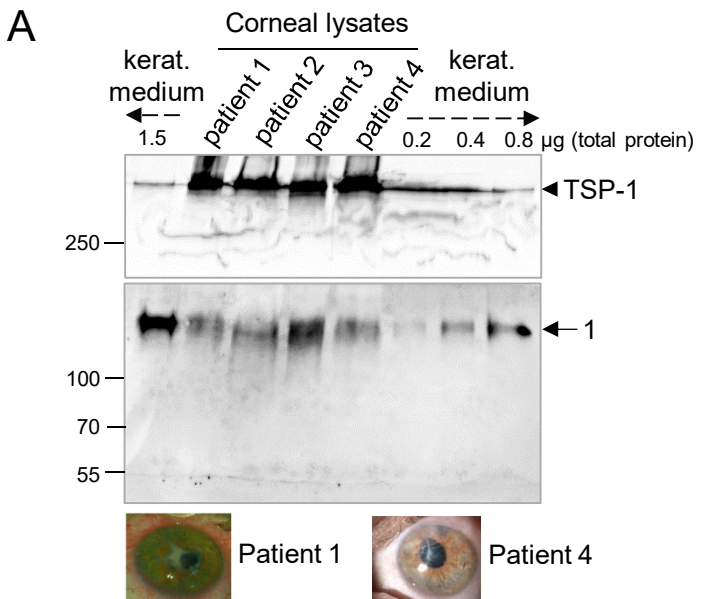 A
Corneal lysates
kerat.
medium
patient 1
patient 2
patient 3
patient 4
kerat.
medium
1.5
0.2 0.4 0.8 µg (total protein)
TSP-1
250
1
100
70
55
Patient 1
Patient 4